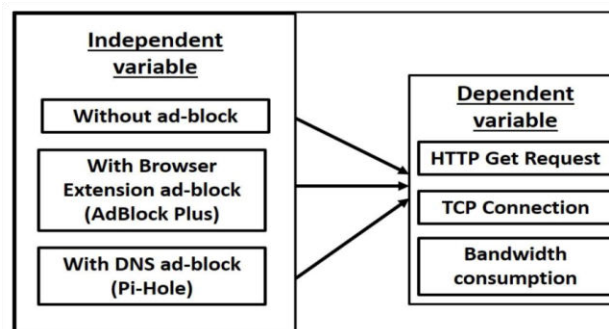 Independent
variable
Without ad-block
With Browser
Extension ad-block
(AdBlock Plus)
With DNS ad-block
(Pi-Hole)
Dependent
variable
HTTP Get Request
TCP Connection
Bandwidth
consumption